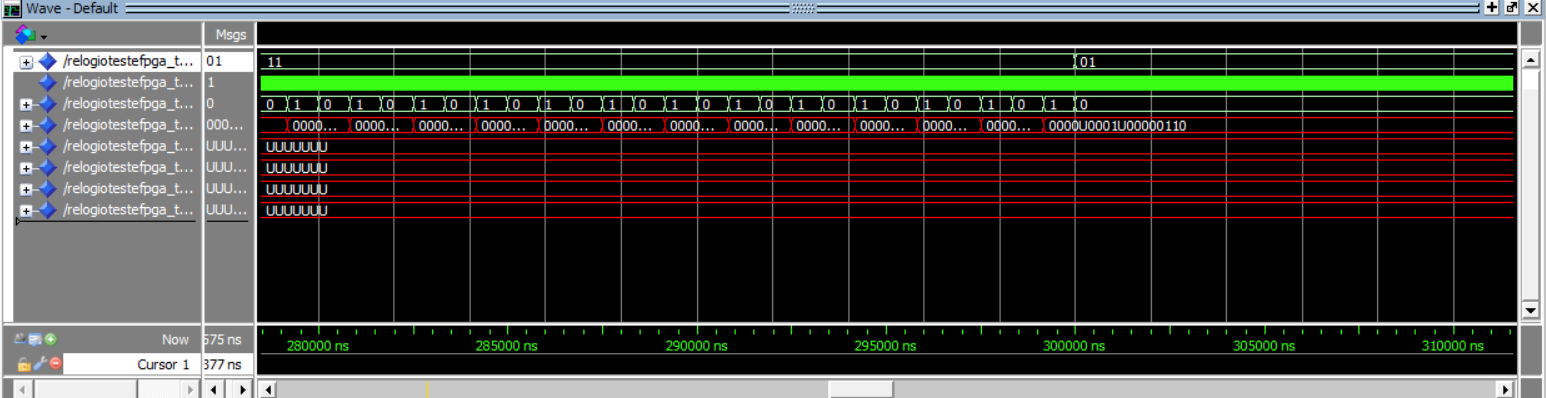 Wave - Default
Msgs
/relogiotestefpga_t... 01 11 01
/relogiotestefpga_t... 1
/relogiotestefpga_t... 0 0 1 0 1 0 1 0 1 0 1 0 1 0 1 0 1 0 1 0 1 0 1 0 1 0
/relogiotestefpga_t... 000... 0000... 0000... 0000... 0000... 0000... 0000... 0000... 0000... 0000... 0000... 0000... 0000... 0000U0001U00000110
/relogiotestefpga_t... UUU... UUUUUUU
/relogiotestefpga_t... UUU... UUUUUUU
/relogiotestefpga_t... UUU... UUUUUUU
/relogiotestefpga_t... UUU... UUUUUUU
Now 575 ns 280000 ns 285000 ns 290000 ns 295000 ns 300000 ns 305000 ns 310000 ns
Cursor 1 377 ns